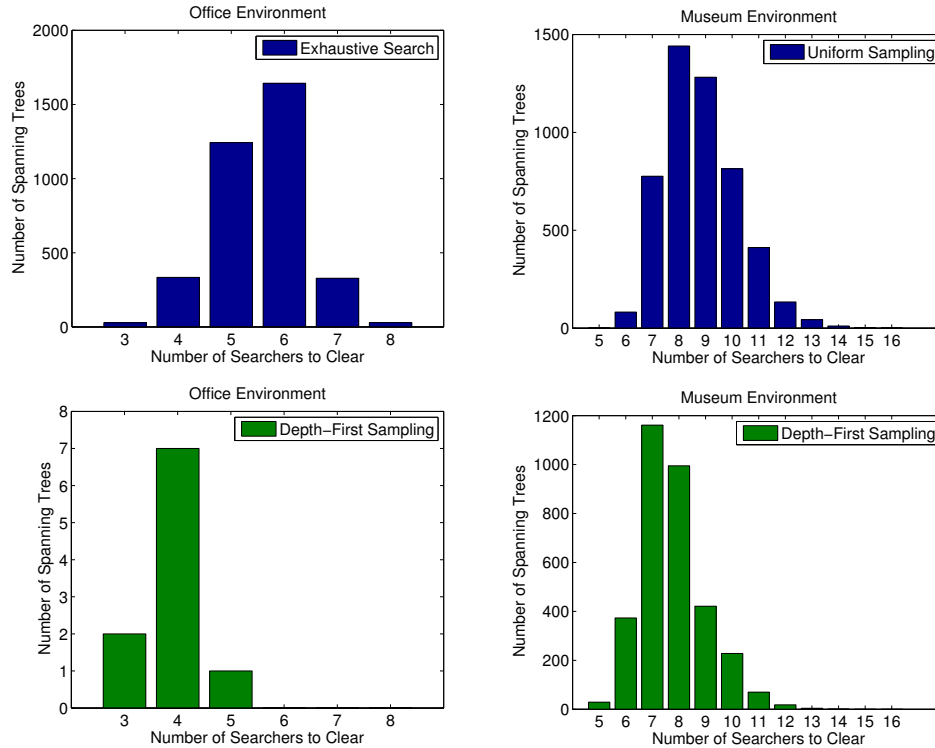 Office Environment
2000
1500
1000
500
0
Number of Spanning Trees
Exhaustive Search
3 4 5 6 7 8
Number of Searchers to Clear
Museum Environment
1500
1000
500
0
Number of Spanning Trees
Uniform Sampling
5 6 7 8 9 10 11 12 13 14 15 16
Number of Searchers to Clear
Office Environment
8
7
6
5
4
3
2
1
0
Number of Spanning Trees
Depth-First Sampling
3 4 5 6 7 8
Number of Searchers to Clear
Museum Environment
1200
1000
800
600
400
200
0
Number of Spanning Trees
Depth-First Sampling
5 6 7 8 9 10 11 12 13 14 15 16
Number of Searchers to Clear